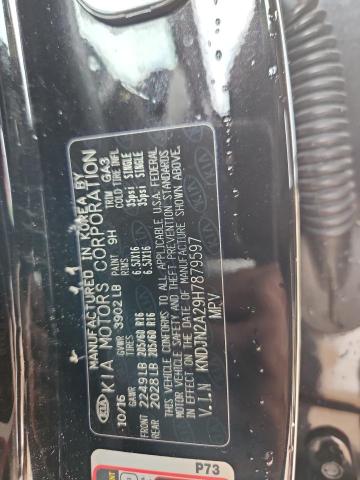 MANUFACTURED IN KOREA BY
KIA KIA MOTORS CORPORATION
10/16 GVWR 3902 LB PAINT 9H TRIM GA3
GAWR TIRES RIMS COLD TIRE INFL
FRONT 2249 LB 205/60 R16 6.5JX16 35psi SINGLE
REAR 2028 LB 205/60 R16 6.5JX16 35psi SINGLE
THIS VEHICLE CONFORMS TO ALL APPLICABLE U.S.A. FEDERAL
MOTOR VEHICLE SAFETY AND THEFT PREVENTION STANDARDS
IN EFFECT ON THE DATE OF MANUFACTURE SHOWN ABOVE.
V.I.N KNDJN2A29H7879597
MPV
P73